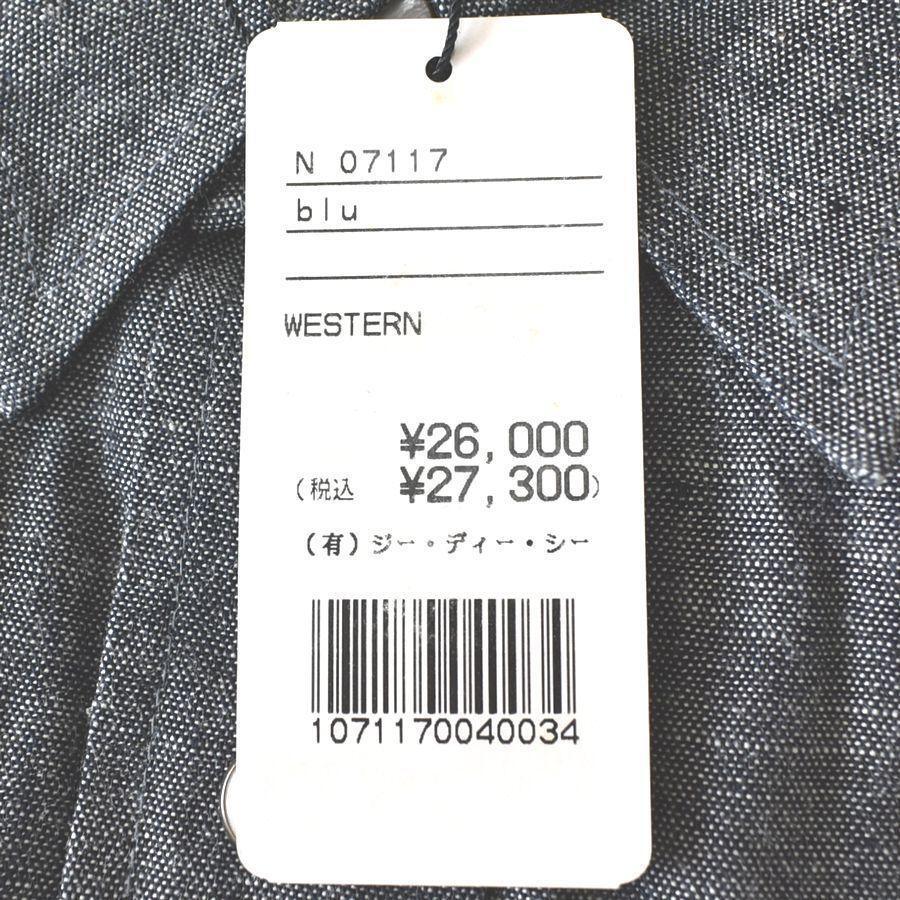 N 07117
blu
WESTERN
¥26,000
(税込 ¥27,300)
(有)ジー・ディー・シー
1071170040034